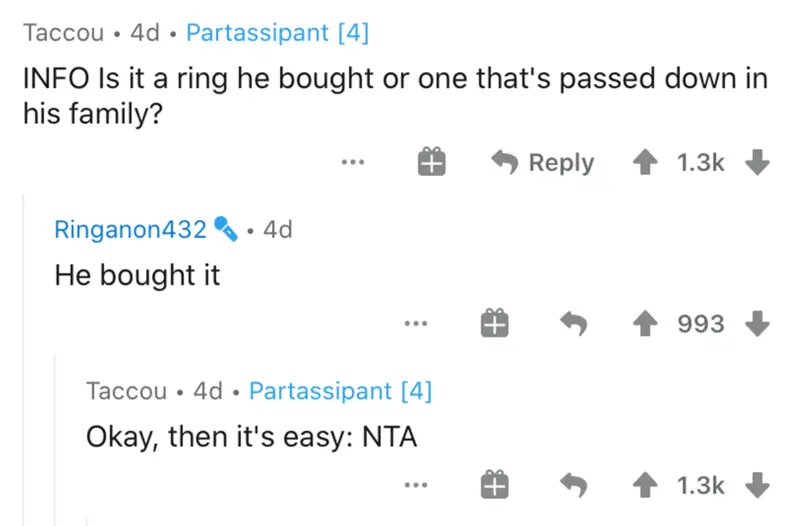 Taccou • 4d • Partassipant [4]
INFO Is it a ring he bought or one that's passed down in
his family?
Reply 1.3k
Ringanon432 • 4d
He bought it
993
Taccou • 4d • Partassipant [4]
Okay, then it's easy: NTA
1.3k